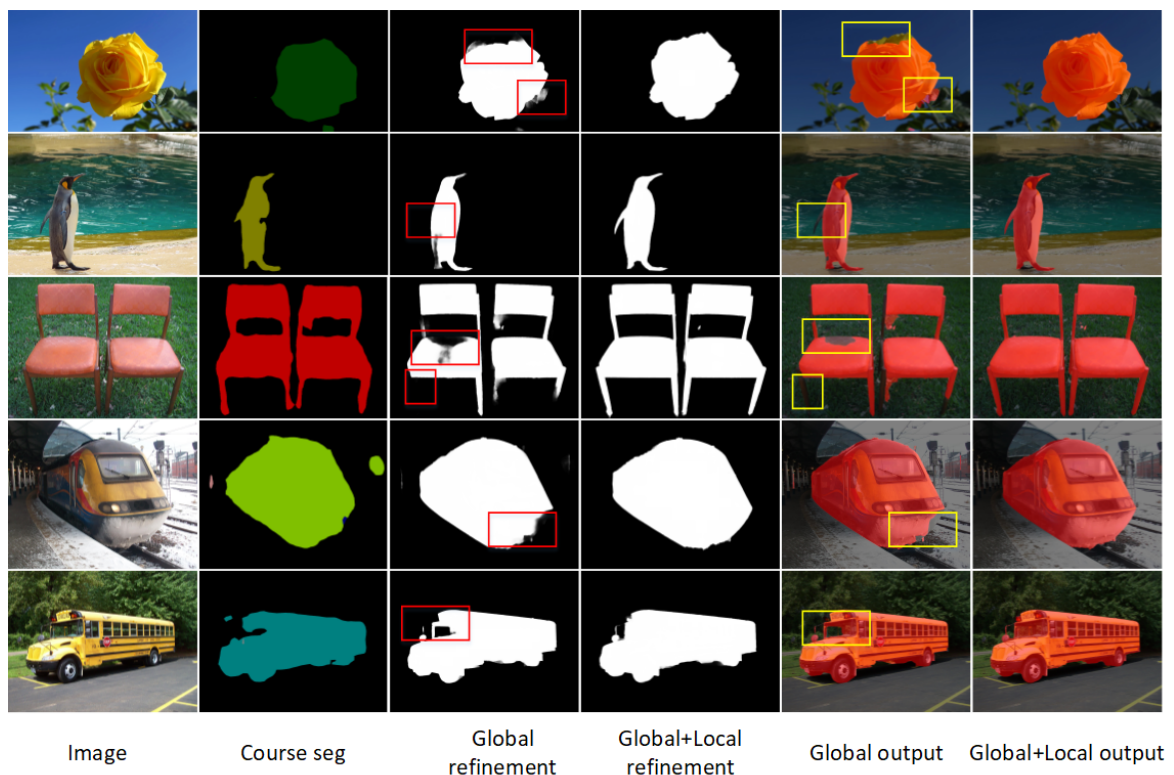 Image
Course seg
Global
refinement
Global+Local
refinement
Global output
Global+Local output